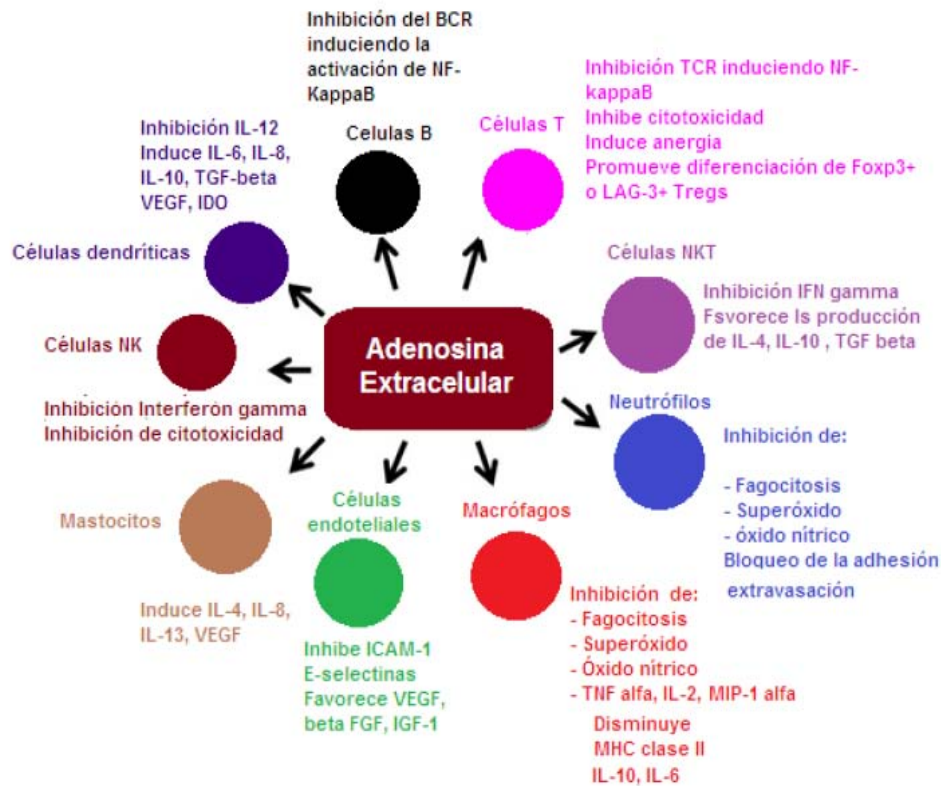 Inhibición del BCR
induciendo la
activación de NF-
KappaB
Celulas B
Células T
Inhibición TCR induciendo NF-
kappaB
Inhibe citotoxicidad
Induce anergia
Promueve diferenciación de Foxp3+
o LAG-3+ Tregs
Inhibición IL-12
Induce IL-6, IL-8,
IL-10, TGF-beta
VEGF, IDO
Células dendríticas
Células NKT
Inhibición IFN gamma
Fsvorece ls producción
de IL-4, IL-10 , TGF beta
Adenosina
Extracelular
Células NK
Inhibición Interferón gamma
Inhibición de citotoxicidad
Neutrófilos
Inhibición de:
- Fagocitosis
- Superóxido
- óxido nítrico
Bloqueo de la adhesión
extravasación
Mastocitos
Induce IL-4, IL-8,
IL-13, VEGF
Células
endoteliales
Inhibe ICAM-1
E-selectinas
Favorece VEGF,
beta FGF, IGF-1
Macrófagos
Inhibición de:
- Fagocitosis
- Superóxido
- Óxido nítrico
- TNF alfa, IL-2, MIP-1 alfa
Disminuye
MHC clase II
IL-10, IL-6